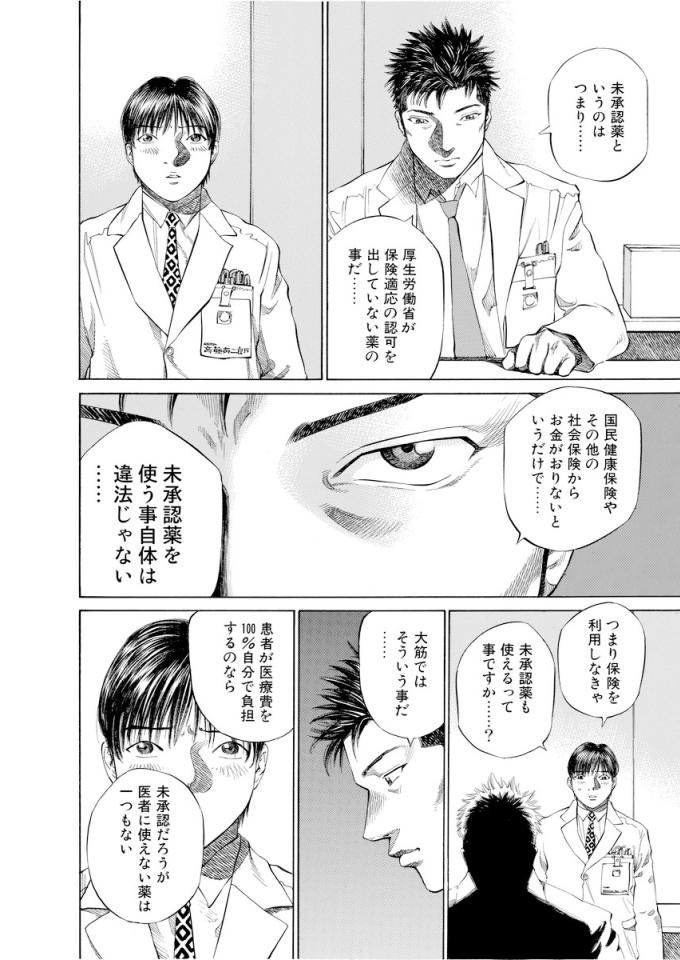 未承認薬と
いうのは
つまり……
厚生労働省が
保険適応の認可を
出していない薬の
事だ……
国民健康保険や
その他の
社会保険から
お金がおりないと
いうだけで……
未承認薬を
使う事自体は
違法じゃない
……
つまり保険を
利用しなきゃ
未承認薬も
使えるって
事ですか……？
大筋では
そういう事だ
……
患者が医療費を
100％自分で負担
するのなら
未承認だろうが
医者に使えない薬は
一つもない